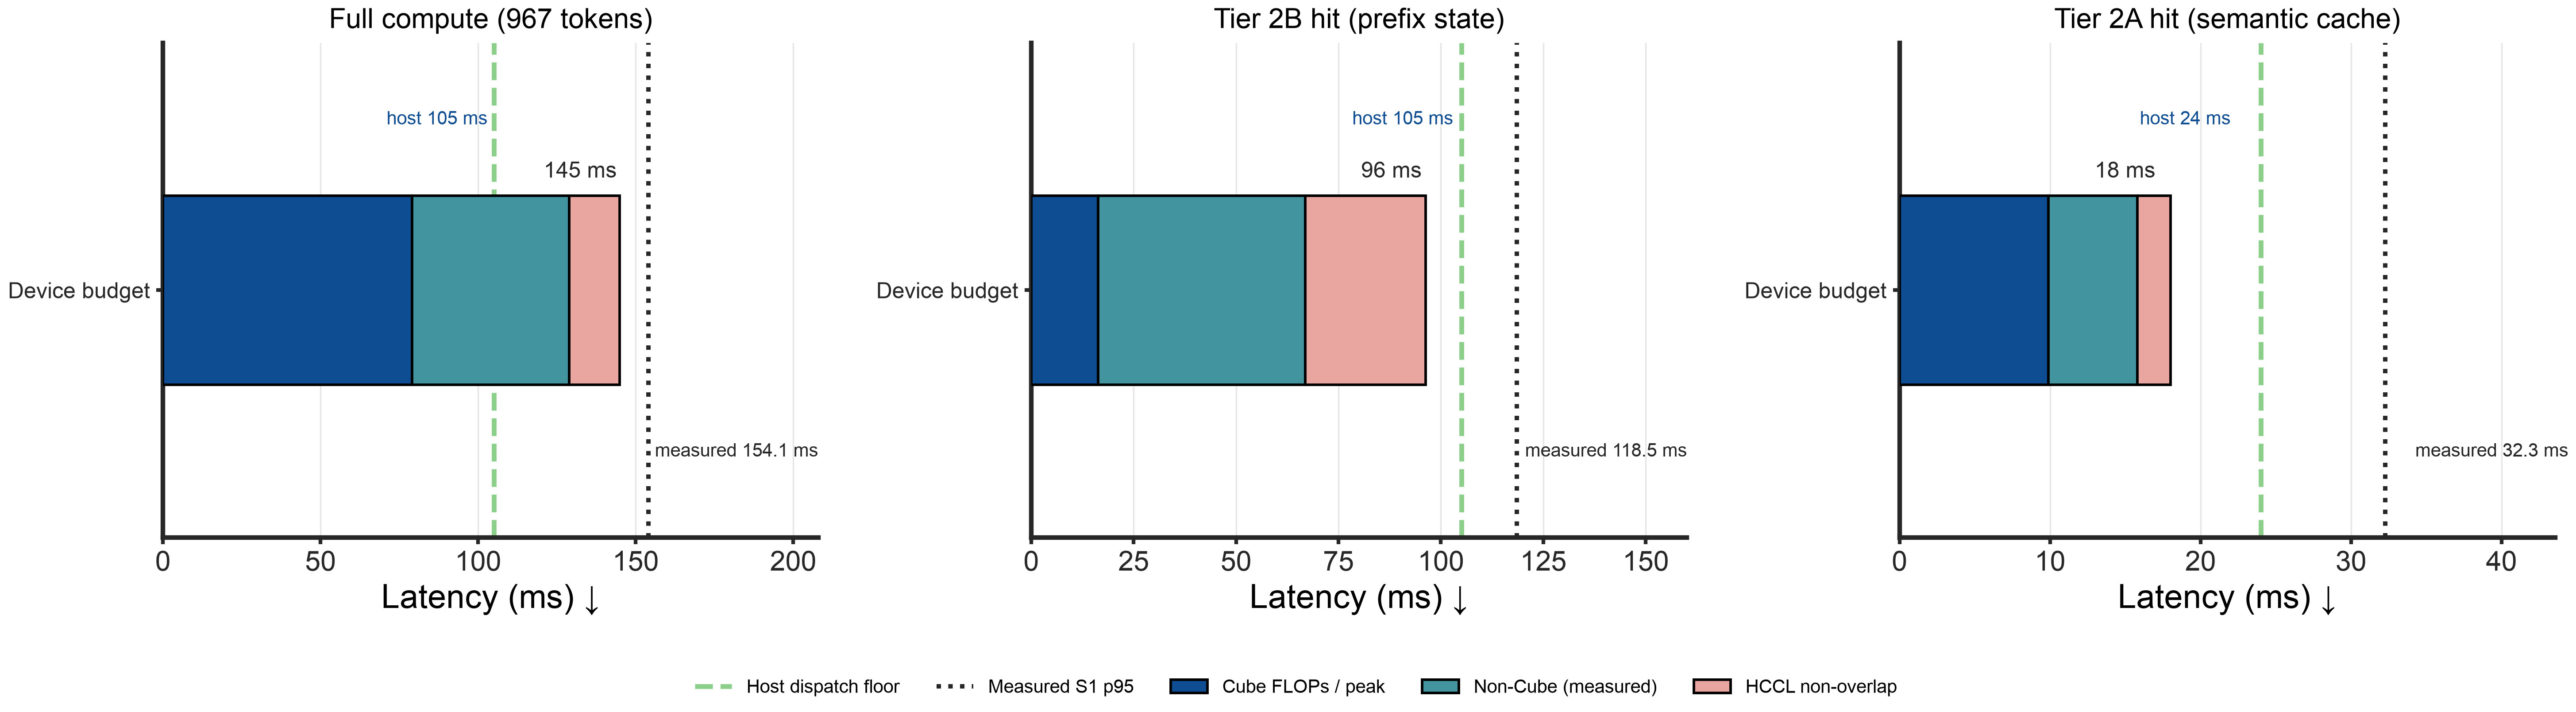 Full compute (967 tokens)
host 105 ms
145 ms
Device budget
measured 154.1 ms
0 50 100 150 200
Latency (ms) ↓
Tier 2B hit (prefix state)
host 105 ms
96 ms
Device budget
measured 118.5 ms
0 25 50 75 100 125 150
Latency (ms) ↓
Tier 2A hit (semantic cache)
host 24 ms
18 ms
Device budget
measured 32.3 ms
0 10 20 30 40
Latency (ms) ↓
Host dispatch floor Measured S1 p95 Cube FLOPs / peak Non-Cube (measured) HCCL non-overlap